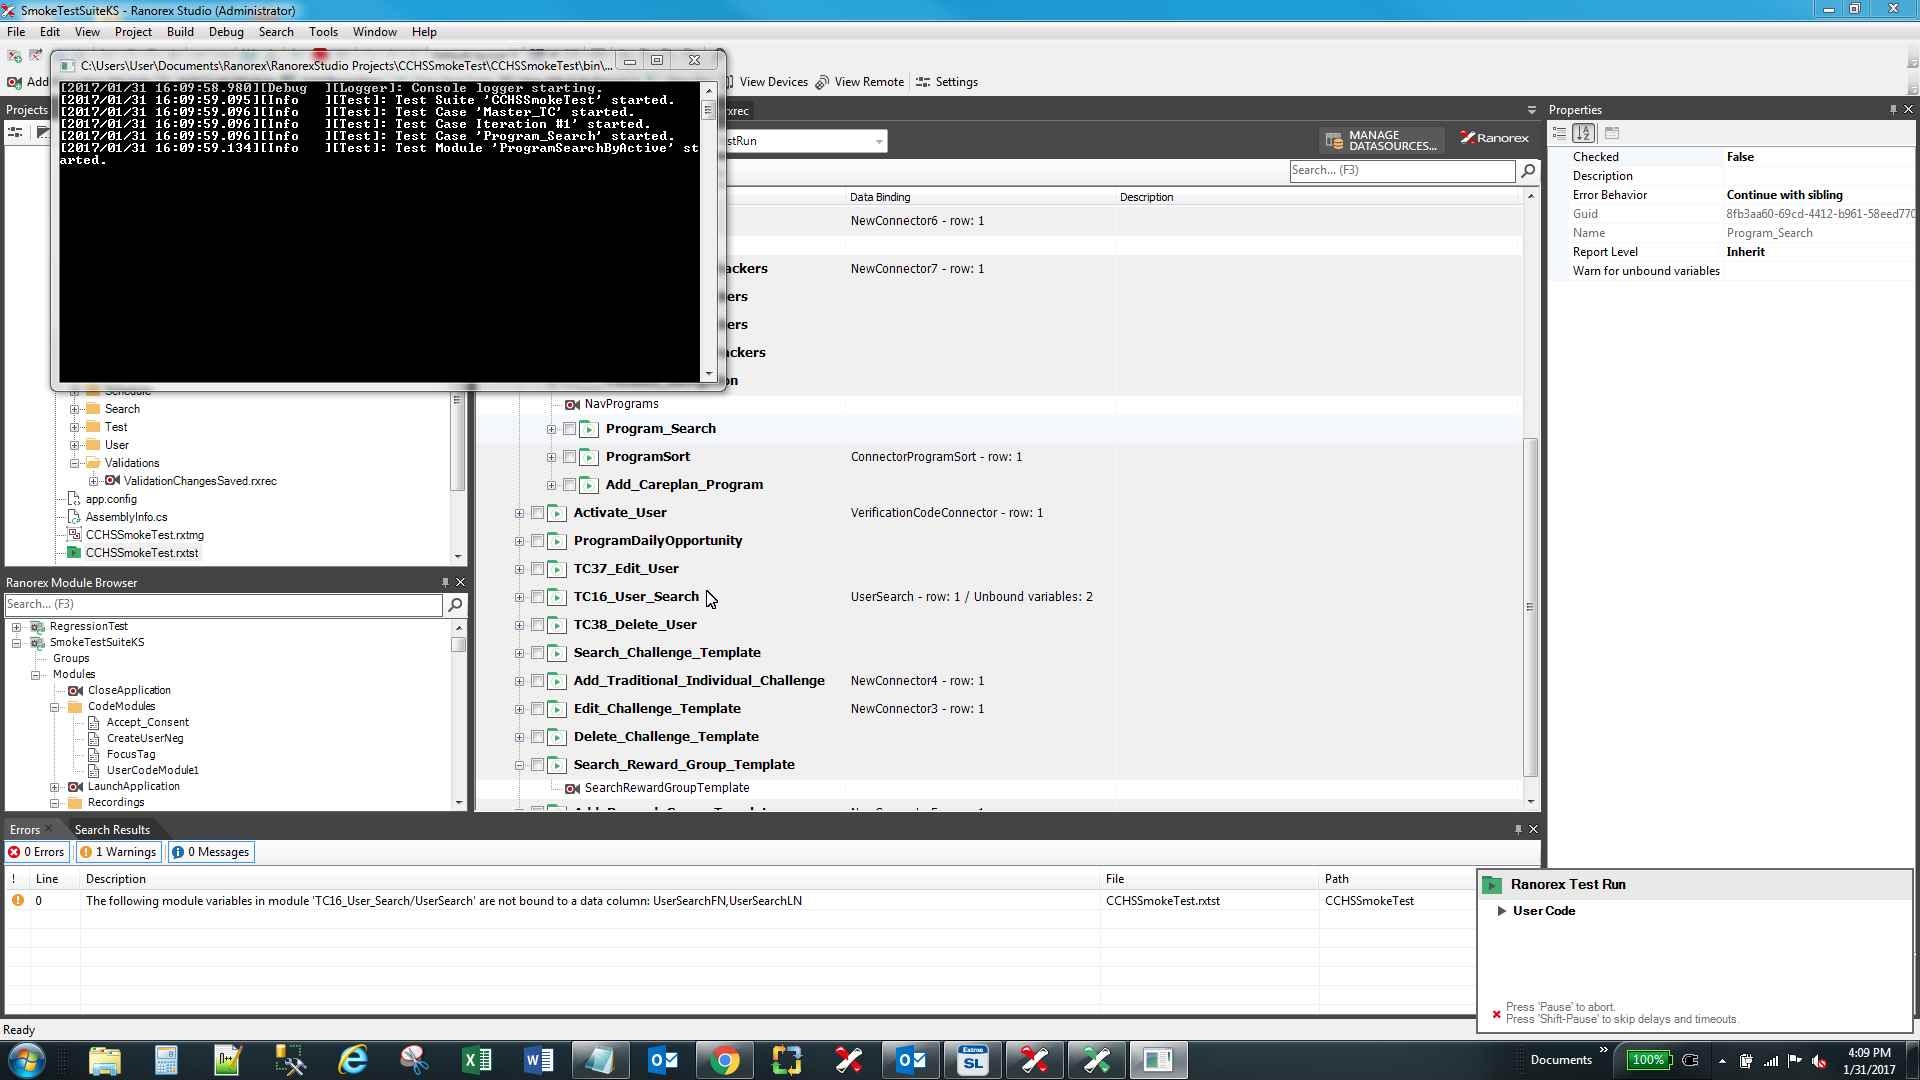 SmokeTestSuiteKS - Ranorex Studio (Administrator)
File Edit View Project Build Debug Search Tools Window Help
C:\Users\User\Documents\Ranorex\RanorexStudio Projects\CCHSSmokeTest\CCHSSmokeTest\bin\...
Add
View Devices View Remote Settings
[2017/01/31 16:09:58.980][Debug ][Logger]: Console logger starting.
[2017/01/31 16:09:59.095][Info ][Test]: Test Suite 'CCHSSmokeTest' started.
[2017/01/31 16:09:59.096][Info ][Test]: Test Case 'Master_TC' started.
[2017/01/31 16:09:59.096][Info ][Test]: Test Case Iteration #1' started.
[2017/01/31 16:09:59.096][Info ][Test]: Test Case 'Program_Search' started.
[2017/01/31 16:09:59.134][Info ][Test]: Test Module 'ProgramSearchByActive' st
arted.
Projects
xrec
stRun
MANAGE
DATASOURCES...
Ranorex
Search... (F3)
Data Binding Description
NewConnector6 - row: 1
ackers NewConnector7 - row: 1
ers
ers
ackers
on
NavPrograms
Program_Search
ProgramSort ConnectorProgramSort - row: 1
Add_Careplan_Program
Activate_User VerificationCodeConnector - row: 1
ProgramDailyOpportunity
TC37_Edit_User
TC16_User_Search UserSearch - row: 1 / Unbound variables: 2
TC38_Delete_User
Search_Challenge_Template
Add_Traditional_Individual_Challenge NewConnector4 - row: 1
Edit_Challenge_Template NewConnector3 - row: 1
Delete_Challenge_Template
Search_Reward_Group_Template
SearchRewardGroupTemplate
Properties
Checked False
Description
Error Behavior Continue with sibling
Guid 8fb3aa60-69cd-4412-b961-58eed770
Name Program_Search
Report Level Inherit
Warn for unbound variables
Schedule
Search
Test
User
Validations
ValidationChangesSaved.rxrec
app.config
AssemblyInfo.cs
CCHSSmokeTest.rxtmg
CCHSSmokeTest.rxtst
Ranorex Module Browser
Search... (F3)
RegressionTest
SmokeTestSuiteKS
Groups
Modules
CloseApplication
CodeModules
Accept_Consent
CreateUserNeg
FocusTag
UserCodeModule1
LaunchApplication
Recordings
Errors Search Results
0 Errors 1 Warnings 0 Messages
! Line Description File Path
0 The following module variables in module 'TC16_User_Search/UserSearch' are not bound to a data column: UserSearchFN,UserSearchLN CCHSSmokeTest.rxtst CCHSSmokeTest
Ranorex Test Run
User Code
Press 'Pause' to abort.
Press 'Shift-Pause' to skip delays and timeouts.
Ready
Documents
100%
4:09 PM
1/31/2017